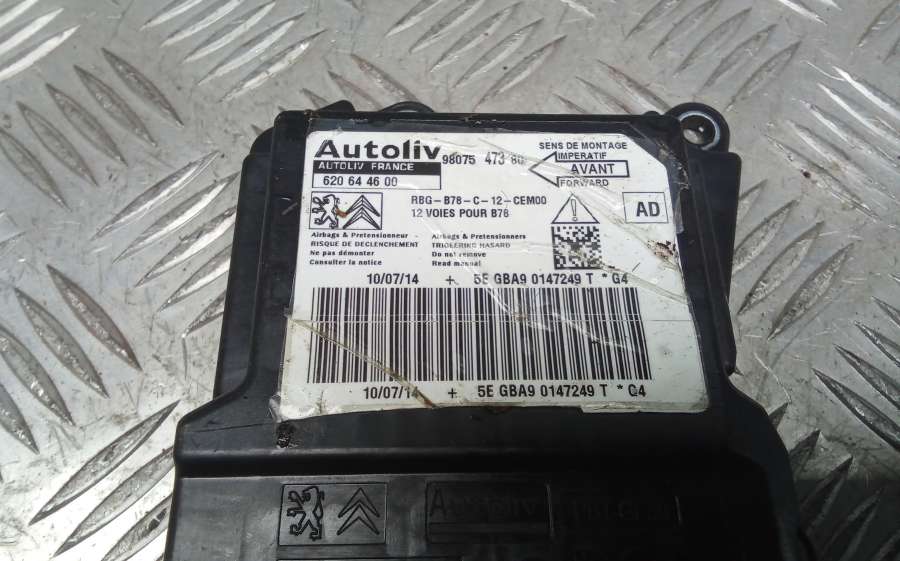 Autoliv
AUTOLIV FRANCE
620 64 46 00
98075 473 80
SENS DE MONTAGE
IMPERATIF
AVANT
FORWARD
RBG-B78-C-12-CEM00
12 VOIES POUR B78
AD
Airbags & Pretensionneur -
RISQUE DE DECLENCHEMENT
Ne pas démonter
Consulter la notice
Airbags & Pretensionners
TRIGGERING HASARD
Do not remove
Read manual
10/07/14 + 5E GBA9 0147249 T * G4
10/07/14 + 5E GBA9 0147249 T * G4
Autoliv